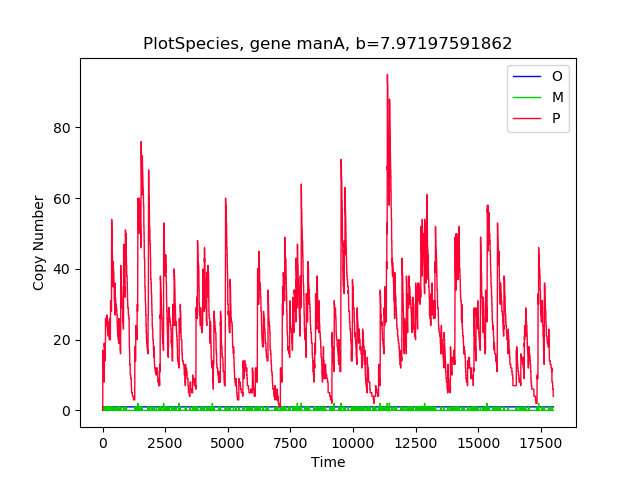 PlotSpecies, gene manA, b=7.97197591862
O
M
P
80
60
40
20
0
Copy Number
0 2500 5000 7500 10000 12500 15000 17500
Time